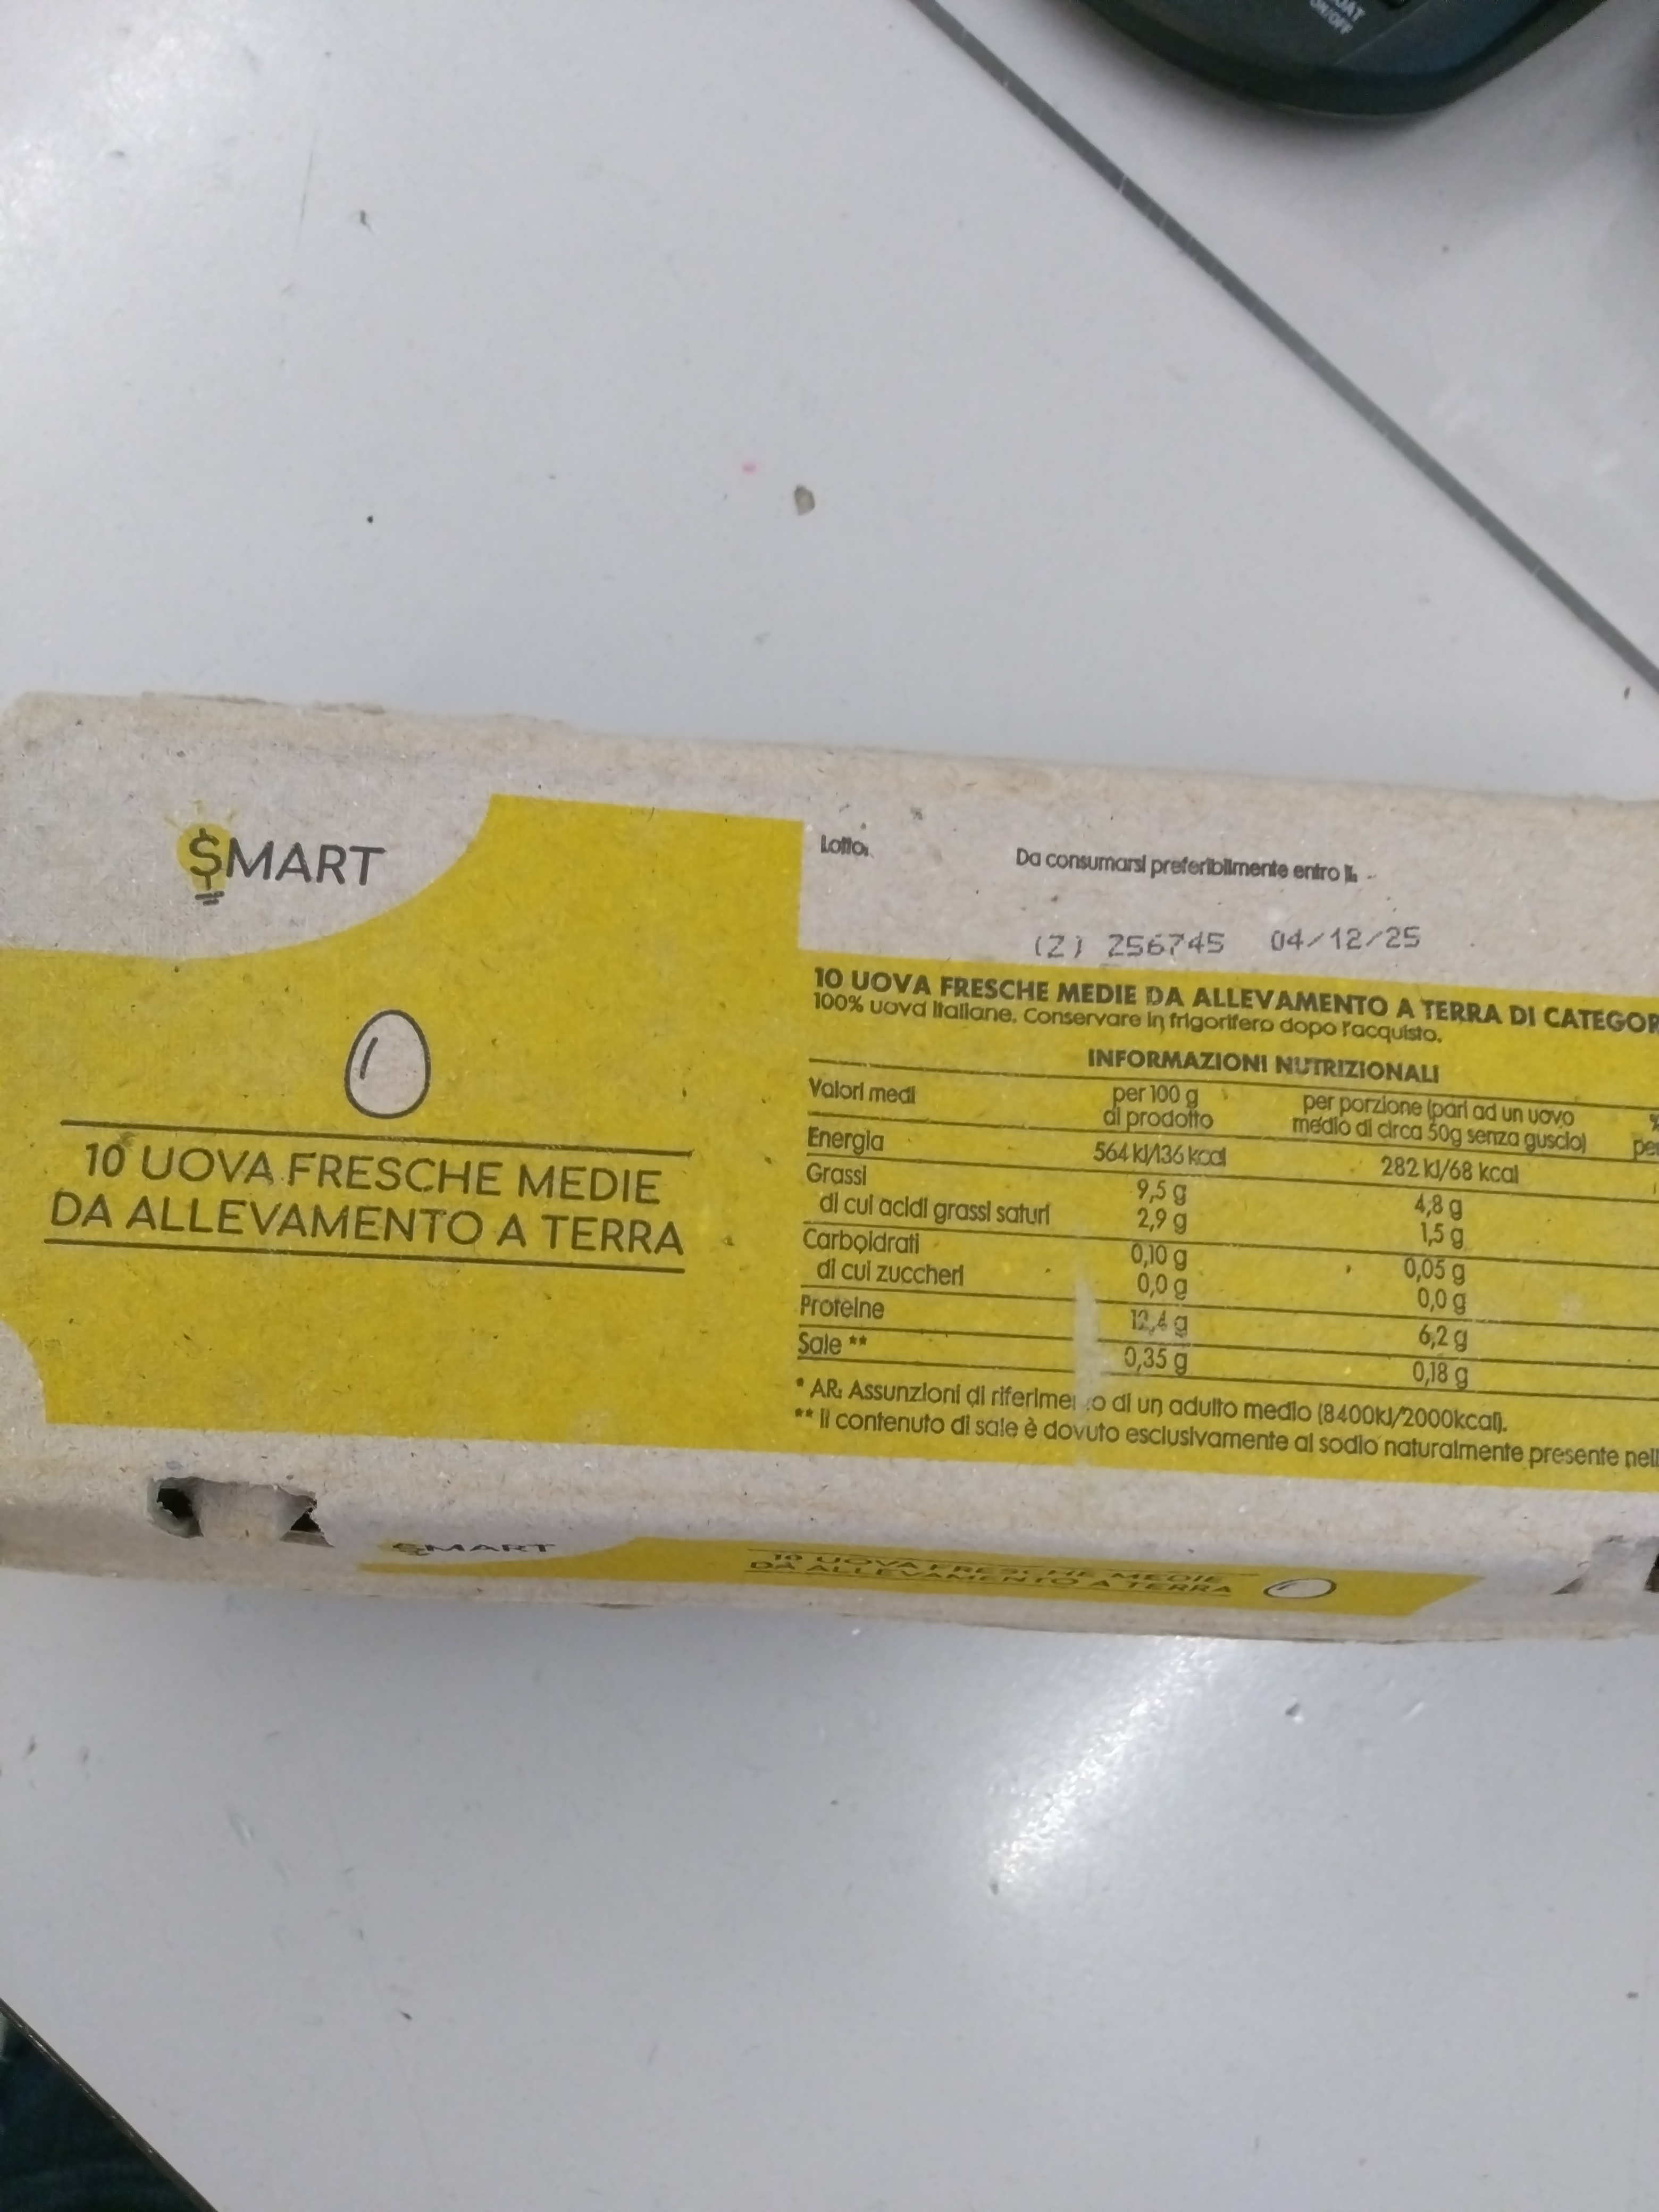 ON/OFF
$MART
10 UOVA FRESCHE MEDIE
DA ALLEVAMENTO A TERRA
Lotto:
Da consumarsi preferibilmente entro il:
(Z) 256745 04/12/25
10 UOVA FRESCHE MEDIE DA ALLEVAMENTO A TERRA DI CATEGOR
100% uova italiane. Conservare in frigorifero dopo l'acquisto.
INFORMAZIONI NUTRIZIONALI
Valori medi
per 100 g
di prodotto
per porzione (pari ad un uovo
medio di circa 50g senza guscio)
%
per
Energia 564 kJ/136 kcal 282 kJ/68 kcal
Grassi 9,5 g 4,8 g
di cui acidi grassi saturi 2,9 g 1,5 g
Carboidrati 0,10 g 0,05 g
di cui zuccheri 0,0 g 0,0 g
Proteine 12,4 g 6,2 g
Sale ** 0,35 g 0,18 g
* AR: Assunzioni di riferime o di un adulto medio (8400kJ/2000kcal).
** Il contenuto di sale è dovuto esclusivamente al sodio naturalmente presente nell
$MART
10 UOVA FRESCHE MEDIE
DA ALLEVAMENTO A TERRA